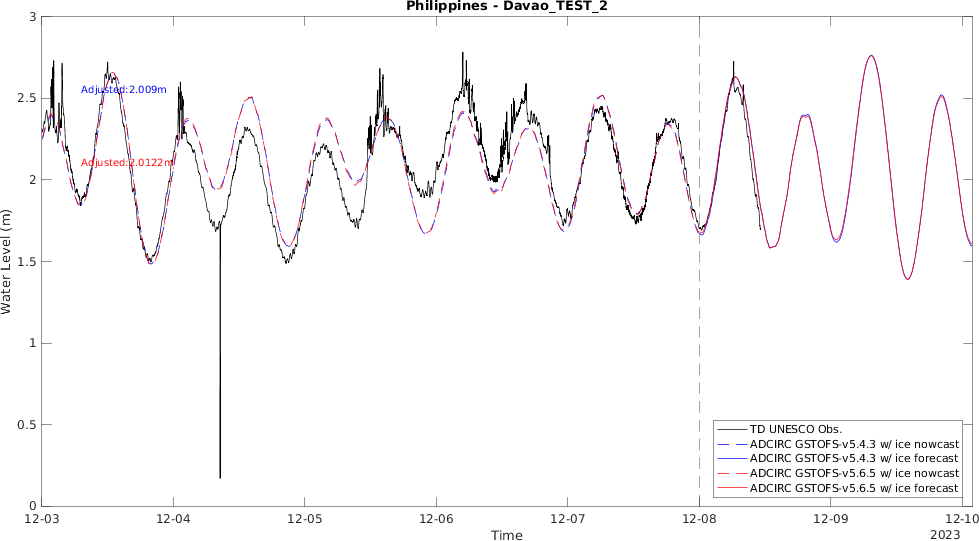 Philippines - Davao_TEST_2
3
2.5
2
1.5
1
0.5
0
Water Level (m)
Adjusted:2.009m
Adjusted:2.0122m
TD UNESCO Obs.
ADCIRC GSTOFS-v5.4.3 w/ ice nowcast
ADCIRC GSTOFS-v5.4.3 w/ ice forecast
ADCIRC GSTOFS-v5.6.5 w/ ice nowcast
ADCIRC GSTOFS-v5.6.5 w/ ice forecast
12-03 12-04 12-05 12-06 12-07 12-08 12-09 12-10
Time
2023